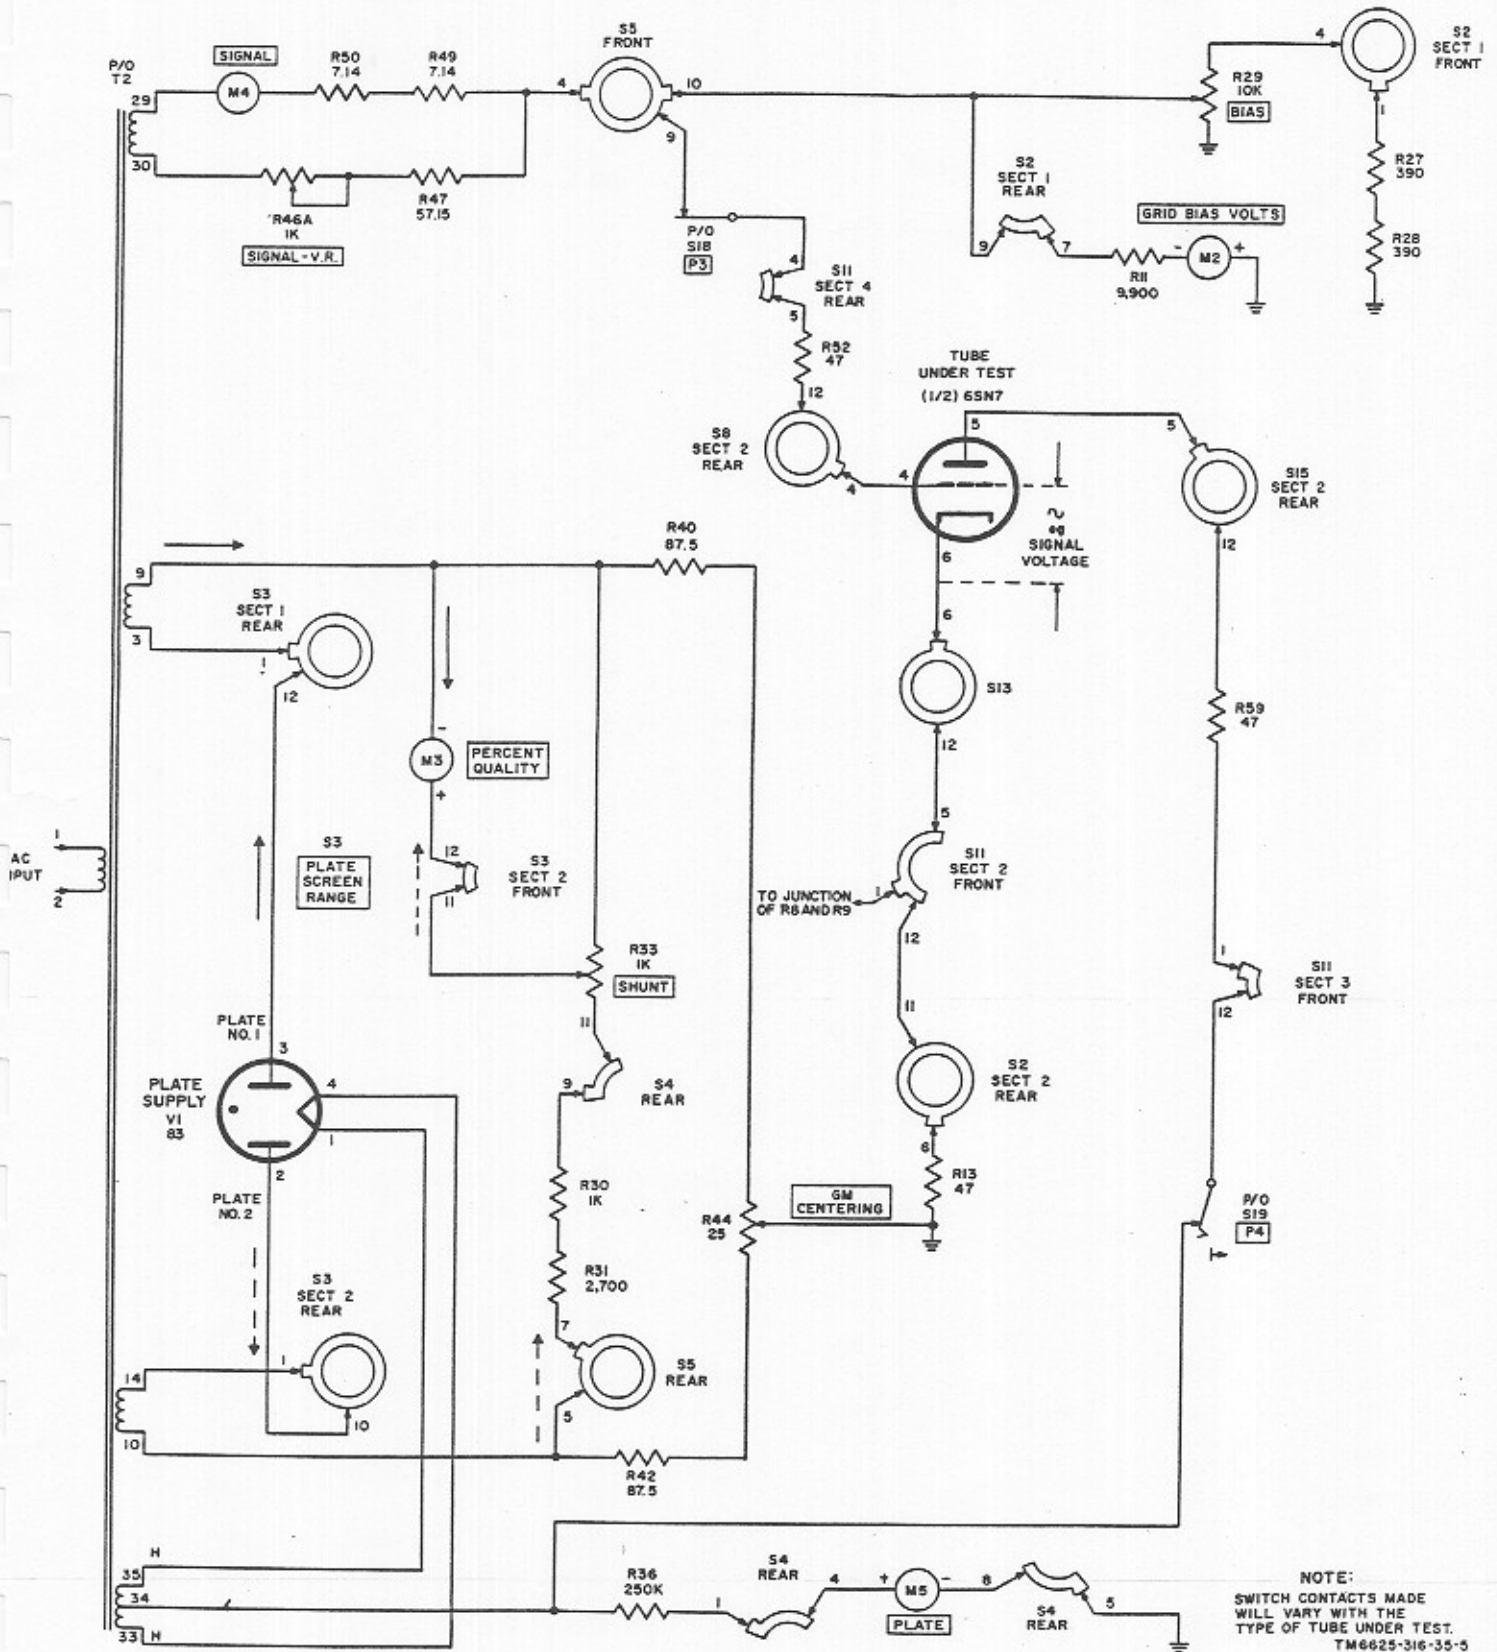 P/O
T2
SIGNAL
R50
7.14
R49
7.14
S5
FRONT
S2
SECT 1
FRONT
29
M4
4
10
9
4
1
R29
10K
BIAS
30
R46A
1K
SIGNAL-V.R.
R47
57.15
S2
SECT 1
REAR
R27
390
P/O
S18
P3
GRID BIAS VOLTS
9
7
R11
9,900
-
M2
+
R28
390
4
S11
SECT 4
REAR
5
R52
47
12
TUBE
UNDER TEST
(1/2) 6SN7
5
5
S8
SECT 2
REAR
4
4
S15
SECT 2
REAR
12
eg
SIGNAL
VOLTAGE
6
6
R40
87.5
9
3
S3
SECT 1
REAR
1
12
S13
12
R59
47
-
M3
+
PERCENT
QUALITY
S3
PLATE
SCREEN
RANGE
12
11
S3
SECT 2
FRONT
5
S11
SECT 2
FRONT
1
TO JUNCTION
OF R8 AND R9
12
1
AC
PUT
2
R33
1K
SHUNT
11
1
S11
SECT 3
FRONT
12
PLATE
NO. 1
3
PLATE
SUPPLY
V1
83
4
1
2
PLATE
NO. 2
9
S4
REAR
11
S2
SECT 2
REAR
6
R13
47
R30
1K
R44
25
GM
CENTERING
P/O
S19
P4
R31
2,700
S3
SECT 2
REAR
14
1
10
10
7
S5
REAR
5
R42
87.5
35
H
34
33
H
R36
250K
1
S4
REAR
4
+
M5
-
PLATE
8
S4
REAR
5
NOTE:
SWITCH CONTACTS MADE
WILL VARY WITH THE
TYPE OF TUBE UNDER TEST.
TM6625-316-35-5